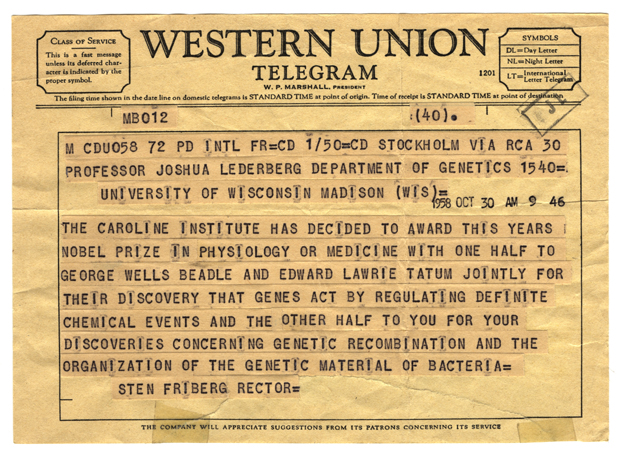 CLASS OF SERVICE
This is a fast message
unless its deferred char-
acter is indicated by the
proper symbol.
WESTERN UNION
TELEGRAM
W. P. MARSHALL, PRESIDENT
1201
SYMBOLS
DL=Day Letter
NL=Night Letter
LT=International Letter Telegram
The filing time shown in the date line on domestic telegrams is STANDARD TIME at point of origin. Time of receipt is STANDARD TIME at point of destination
MB012 (40).
M CDU058 72 PD INTL FR=CD 1/50=CD STOCKHOLM VIA RCA 30
PROFESSOR JOSHUA LEDERBERG DEPARTMENT OF GENETICS 1540=
UNIVERSITY OF WISCONSIN MADISON (WIS)=
1958 OCT 30 AM 9 46
THE CAROLINE INSTITUTE HAS DECIDED TO AWARD THIS YEARS
NOBEL PRIZE IN PHYSIOLOGY OR MEDICINE WITH ONE HALF TO
GEORGE WELLS BEADLE AND EDWARD LAWRIE TATUM JOINTLY FOR
THEIR DISCOVERY THAT GENES ACT BY REGULATING DEFINITE
CHEMICAL EVENTS AND THE OTHER HALF TO YOU FOR YOUR
DISCOVERIES CONCERNING GENETIC RECOMBINATION AND THE
ORGANIZATION OF THE GENETIC MATERIAL OF BACTERIA=
STEN FRIBERG RECTOR=
THE COMPANY WILL APPRECIATE SUGGESTIONS FROM ITS PATRONS CONCERNING ITS SERVICE